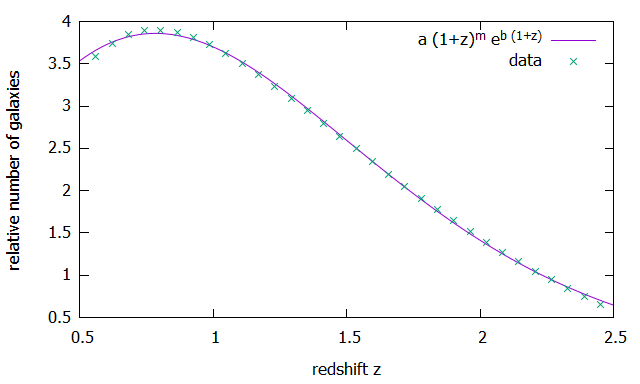 relative number of galaxies
4
3.5
3
2.5
2
1.5
1
0.5
a (1+z)^m e^b (1+z)
data
0.5 1 1.5 2 2.5
redshift z